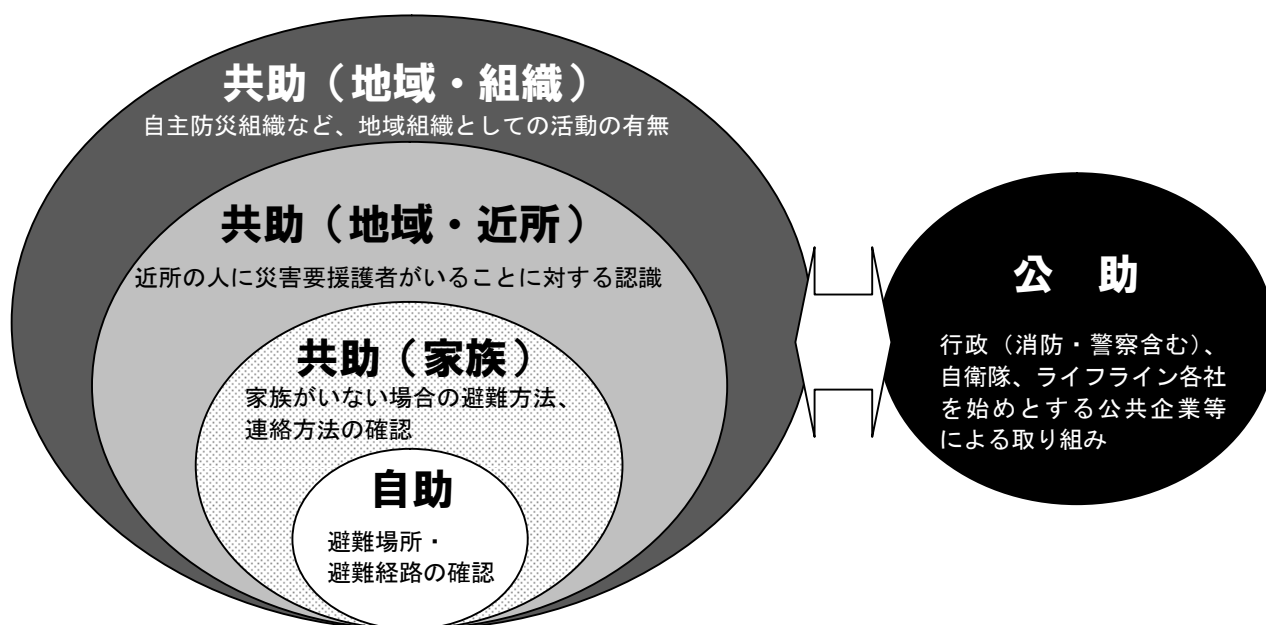 共助（地域・組織）
自主防災組織など、地域組織としての活動の有無
共助（地域・近所）
近所の人に災害要援護者がいることに対する認識
共助（家族）
家族がいない場合の避難方法、
連絡方法の確認
自助
避難場所・
避難経路の確認
公　助
行政（消防・警察含む）、
自衛隊、ライフライン各社
を始めとする公共企業等
による取り組み